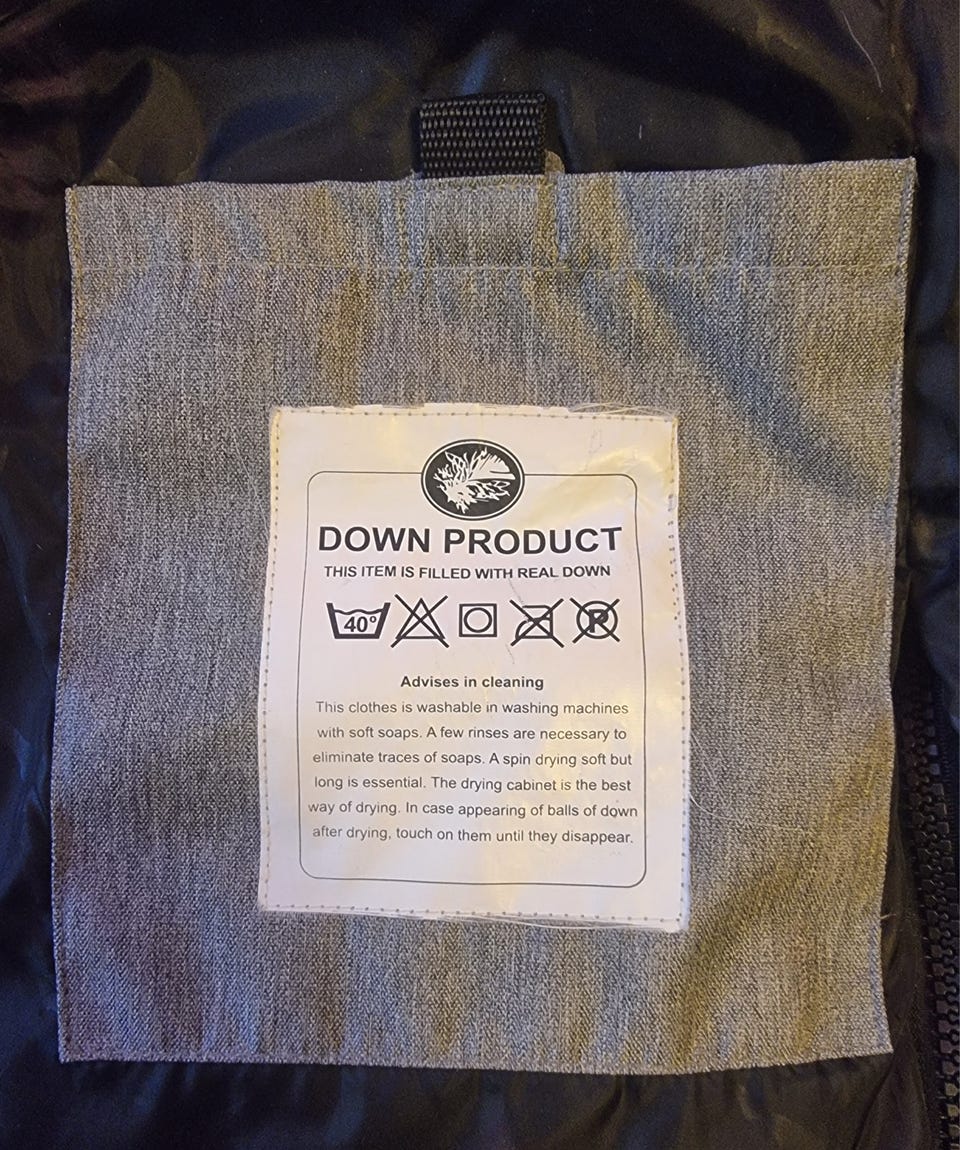 DOWN PRODUCT
THIS ITEM IS FILLED WITH REAL DOWN
40° P
Advises in cleaning
This clothes is washable in washing machines
with soft soaps. A few rinses are necessary to
eliminate traces of soaps. A spin drying soft but
long is essential. The drying cabinet is the best
way of drying. In case appearing of balls of down
after drying, touch on them until they disappear.